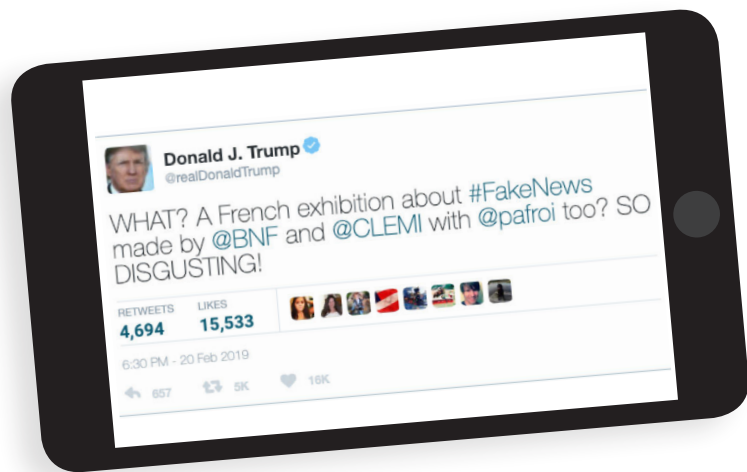 Donald J. Trump
@realDonaldTrump
WHAT? A French exhibition about #FakeNews
made by @BNF and @CLEMI with @pafroi too? SO
DISGUSTING!
RETWEETS LIKES
4,694 15,533
6:30 PM - 20 Feb 2019
657 5K 16K